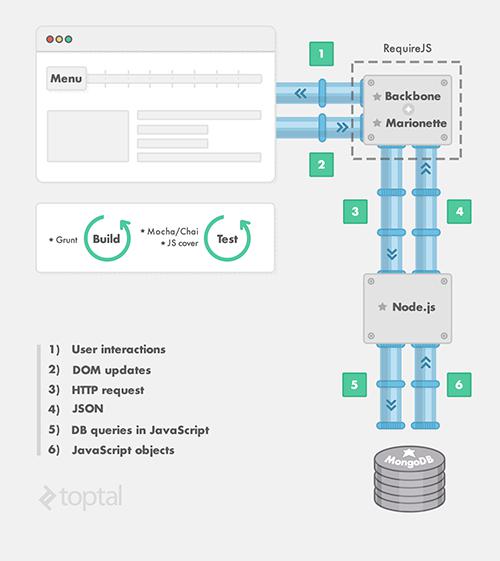 1
RequireJS
Menu
Backbone
+
Marionette
2
Grunt
Build
Mocha/Chai
JS cover
Test
3
4
Node.js
1) User interactions
2) DOM updates
3) HTTP request
4) JSON
5) DB queries in JavaScript
6) JavaScript objects
5
6
MongoDB
toptal